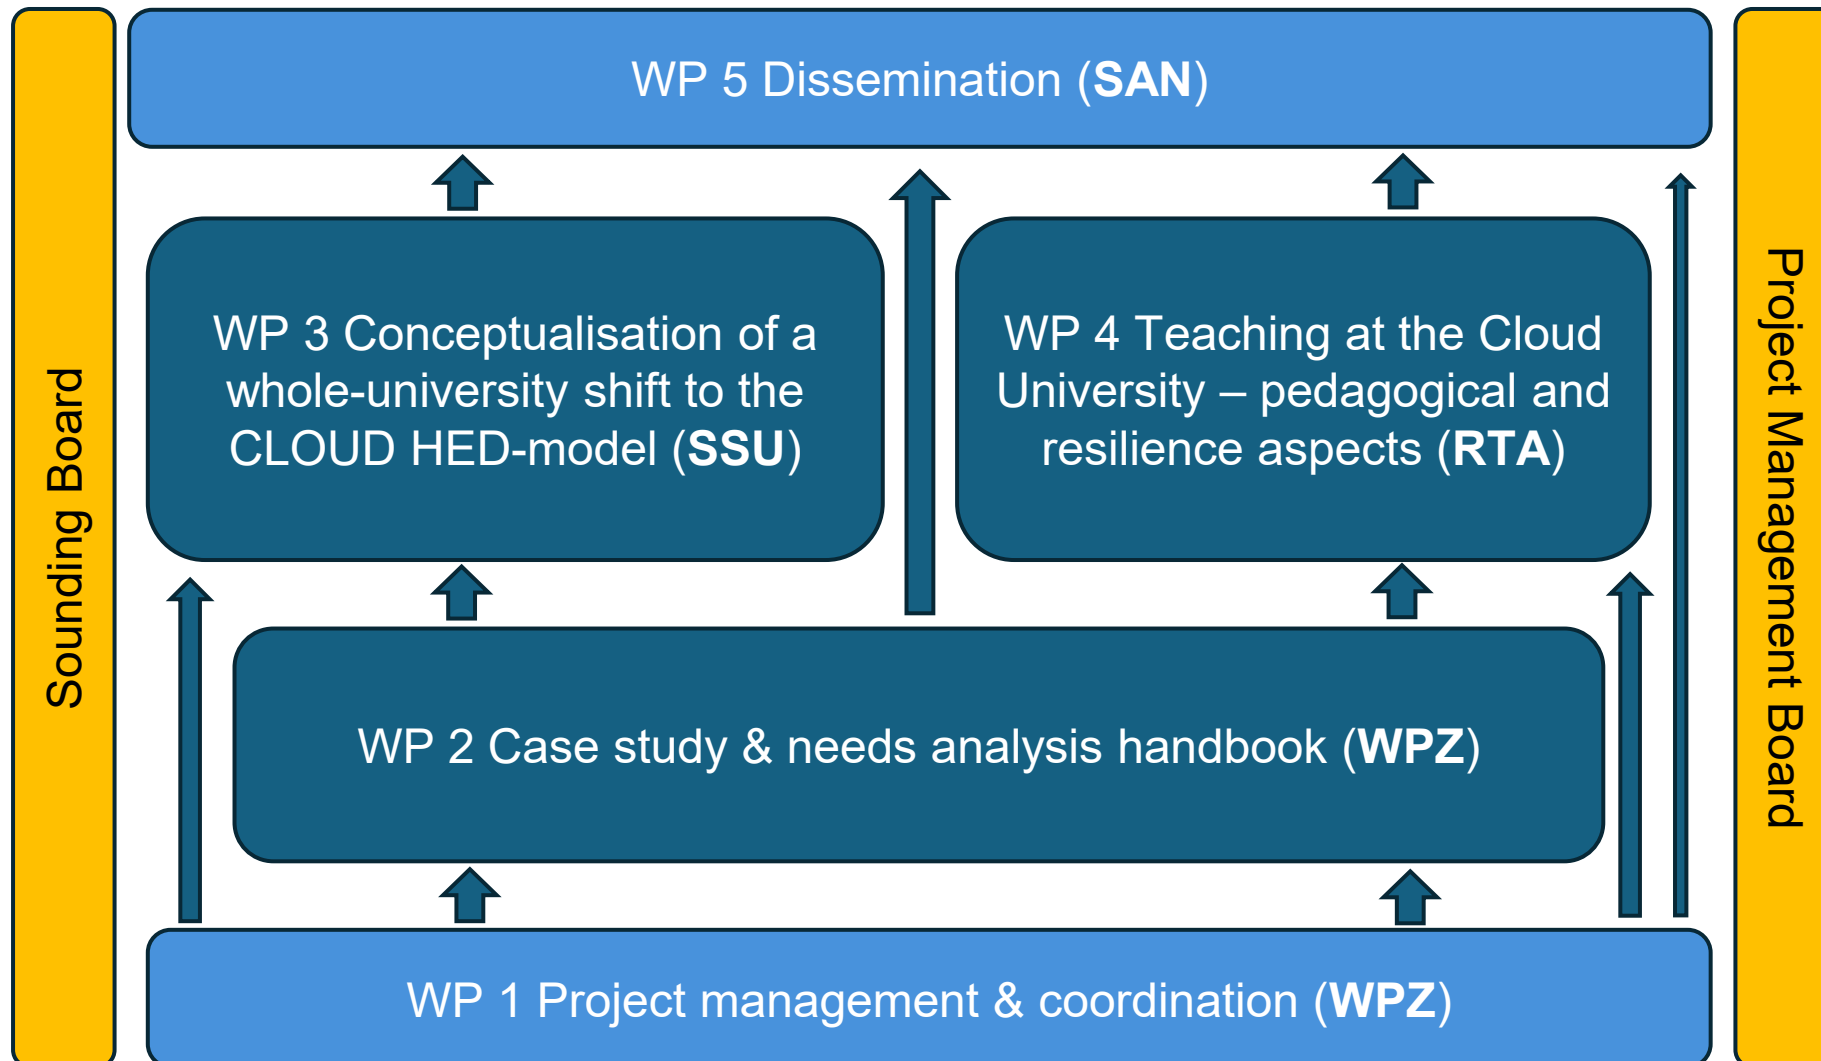 WP 5 Dissemination (SAN)
Sounding Board
WP 3 Conceptualisation of a
whole-university shift to the
CLOUD HED-model (SSU)
WP 4 Teaching at the Cloud
University – pedagogical and
resilience aspects (RTA)
Project Management Board
WP 2 Case study & needs analysis handbook (WPZ)
WP 1 Project management & coordination (WPZ)